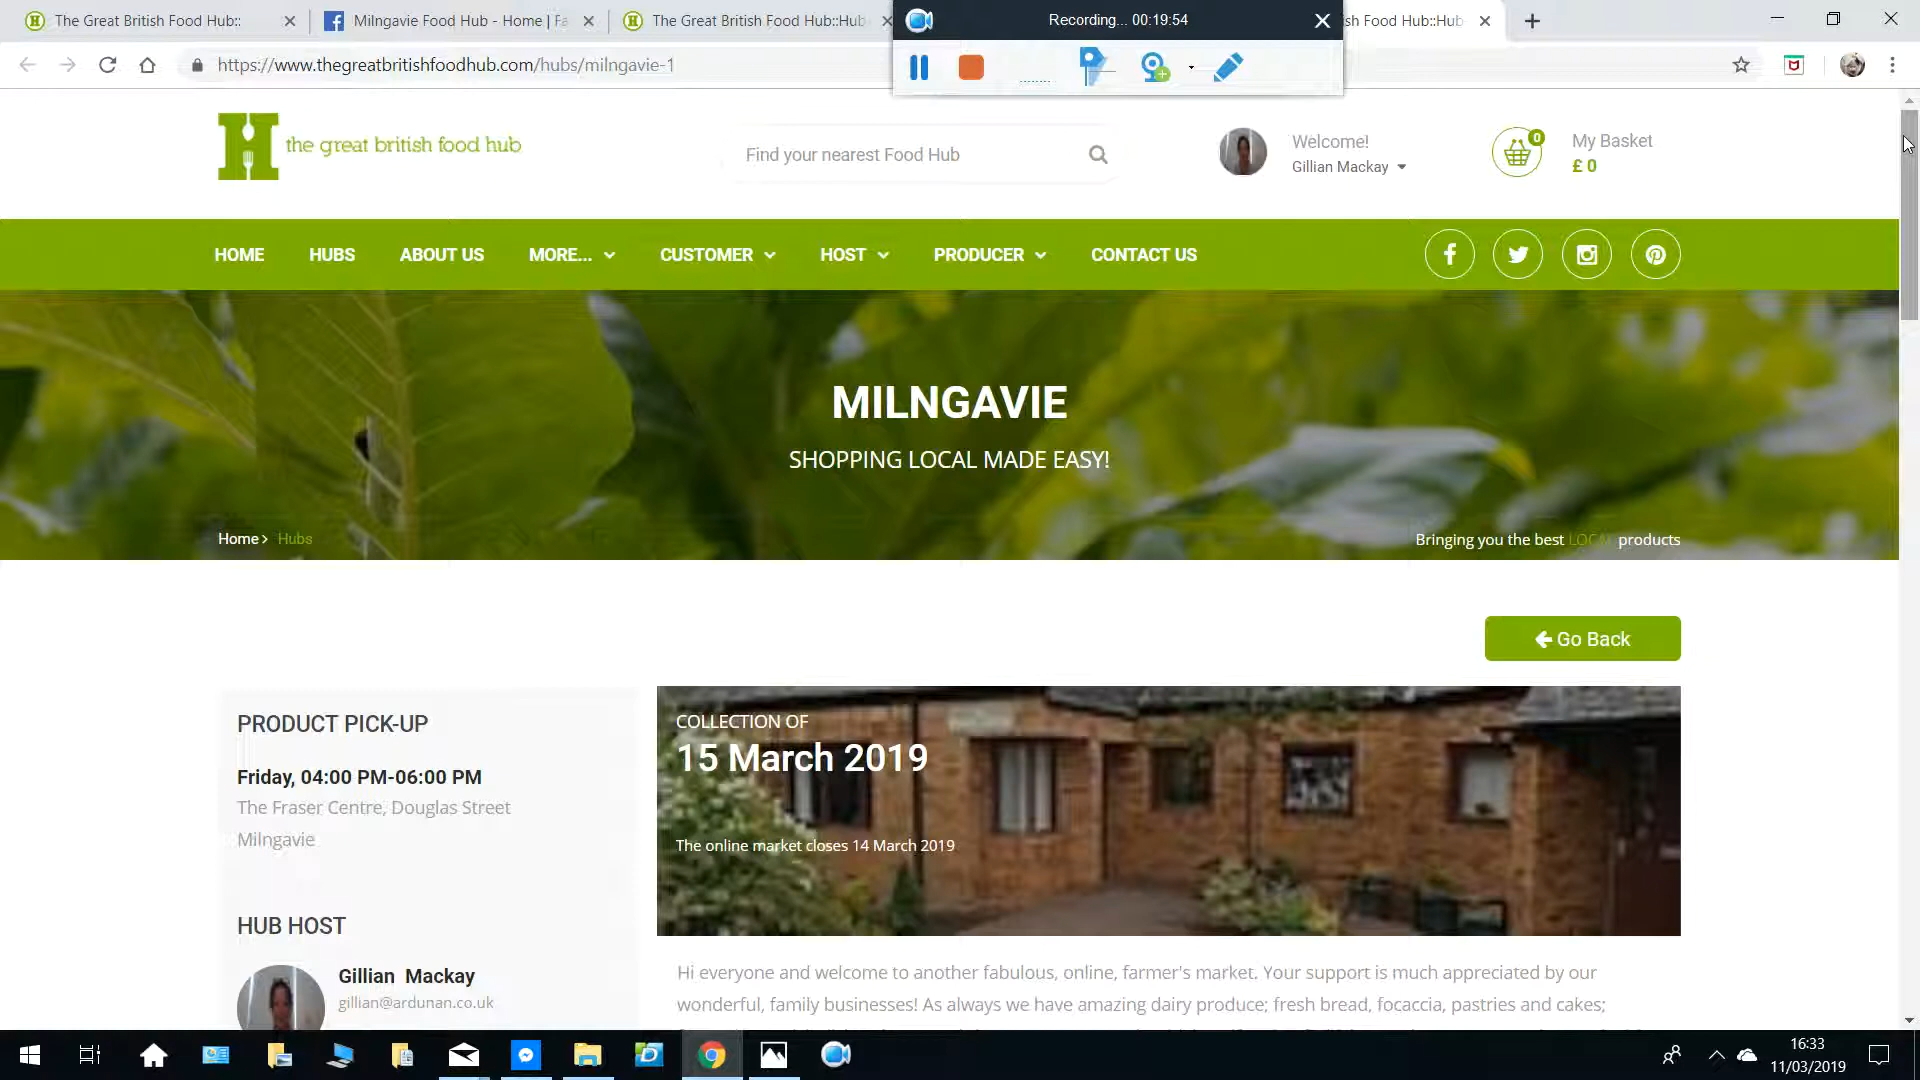 The Great British Food Hub::
Milngavie Food Hub - Home | Fa
The Great British Food Hub::Hub
Recording... 00:19:54
ish Food Hub::Hub
https://www.thegreatbritishfoodhub.com/hubs/milngavie-1
the great british food hub
Find your nearest Food Hub
Welcome!
Gillian Mackay
0
My Basket
£ 0
HOME
HUBS
ABOUT US
MORE...
CUSTOMER
HOST
PRODUCER
CONTACT US
MILNGAVIE
SHOPPING LOCAL MADE EASY!
Home
Hubs
Bringing you the best LOCAL products
Go Back
PRODUCT PICK-UP
Friday, 04:00 PM-06:00 PM
The Fraser Centre, Douglas Street
Milngavie
HUB HOST
Gillian Mackay
gillian@ardunan.co.uk
COLLECTION OF
15 March 2019
The online market closes 14 March 2019
Hi everyone and welcome to another fabulous, online, farmer's market. Your support is much appreciated by our
wonderful, family businesses! As always we have amazing dairy produce; fresh bread, focaccia, pastries and cakes;
16:33
11/03/2019